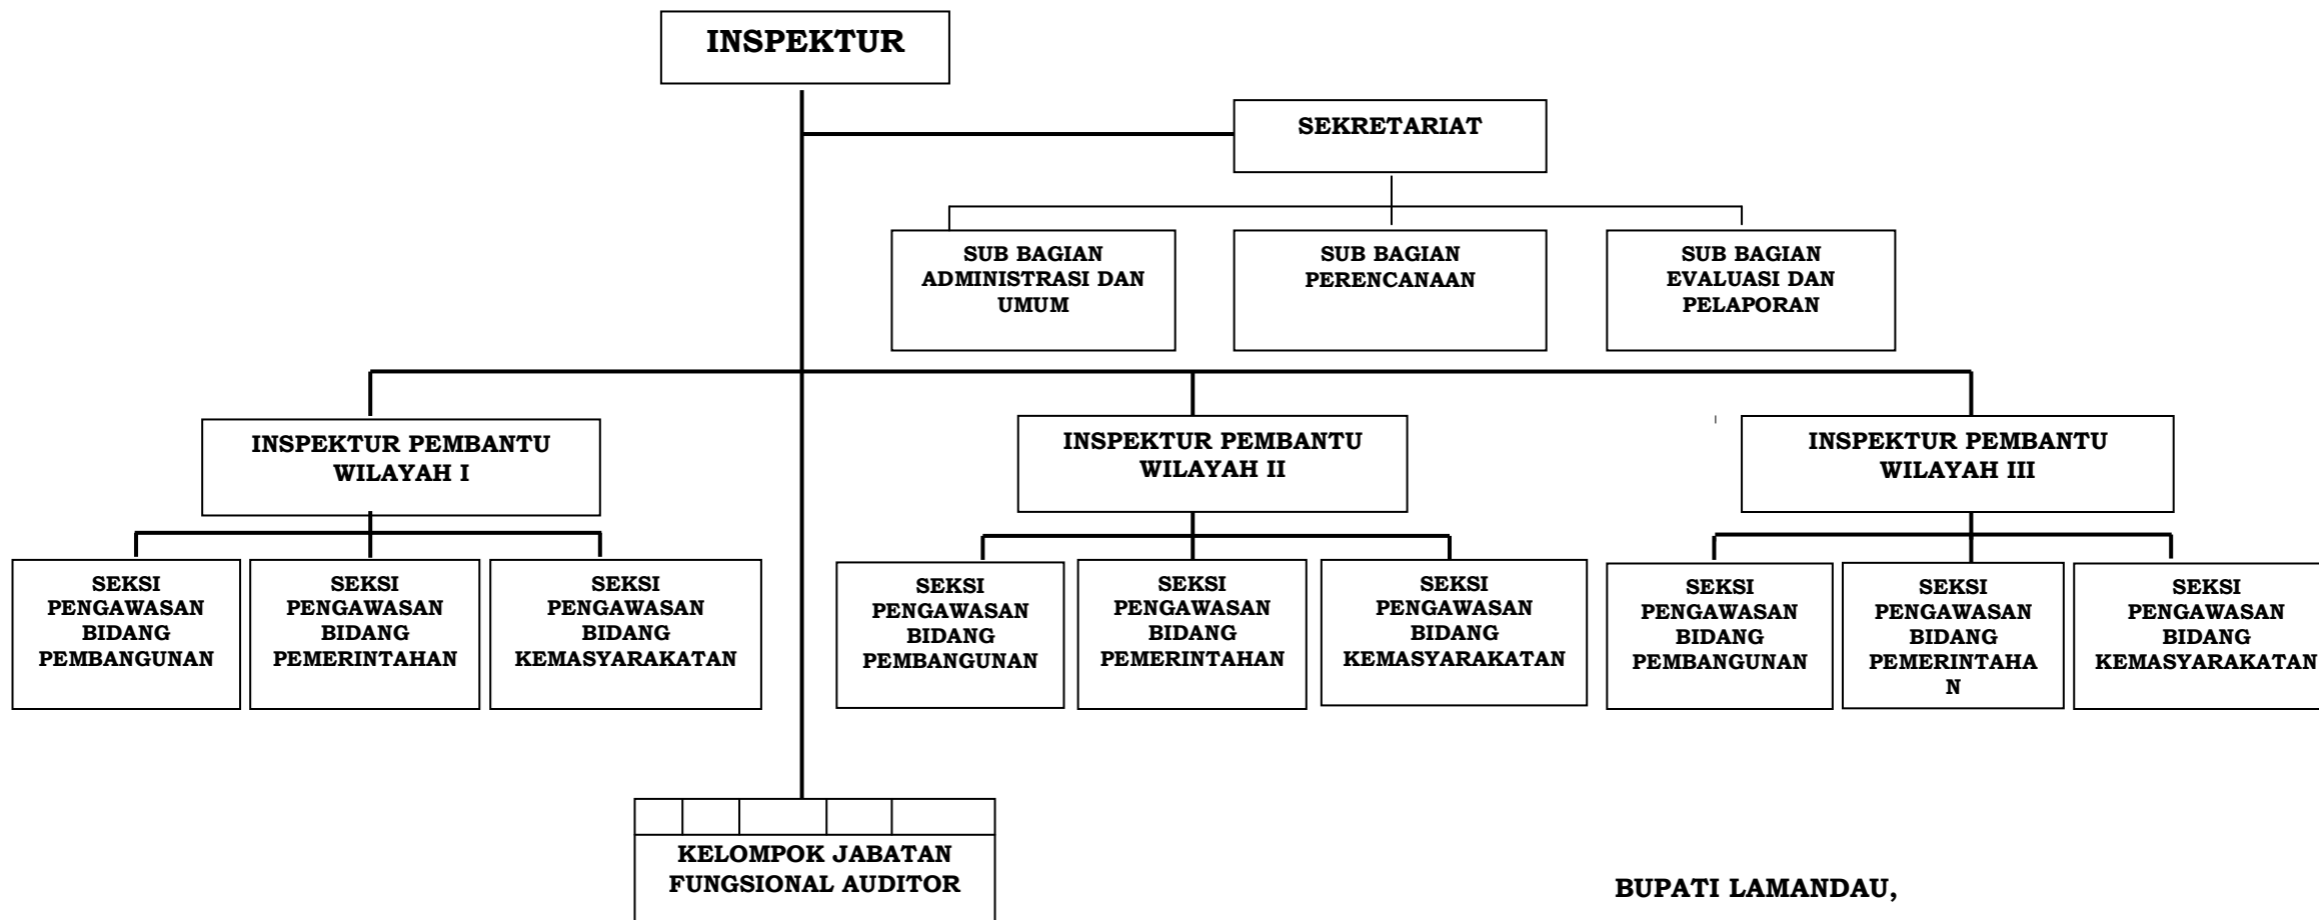 INSPEKTUR
SEKRETARIAT
SUB BAGIAN
ADMINISTRASI DAN
UMUM
SUB BAGIAN
PERENCANAAN
SUB BAGIAN
EVALUASI DAN
PELAPORAN
INSPEKTUR PEMBANTU
WILAYAH I
INSPEKTUR PEMBANTU
WILAYAH II
INSPEKTUR PEMBANTU
WILAYAH III
SEKSI
PENGAWASAN
BIDANG
PEMBANGUNAN
SEKSI
PENGAWASAN
BIDANG
PEMERINTAHAN
SEKSI
PENGAWASAN
BIDANG
KEMASYARAKATAN
SEKSI
PENGAWASAN
BIDANG
PEMBANGUNAN
SEKSI
PENGAWASAN
BIDANG
PEMERINTAHAN
SEKSI
PENGAWASAN
BIDANG
KEMASYARAKATAN
SEKSI
PENGAWASAN
BIDANG
PEMBANGUNAN
SEKSI
PENGAWASAN
BIDANG
PEMERINTAHA
N
SEKSI
PENGAWASAN
BIDANG
KEMASYARAKATAN
KELOMPOK JABATAN
FUNGSIONAL AUDITOR
BUPATI LAMANDAU,